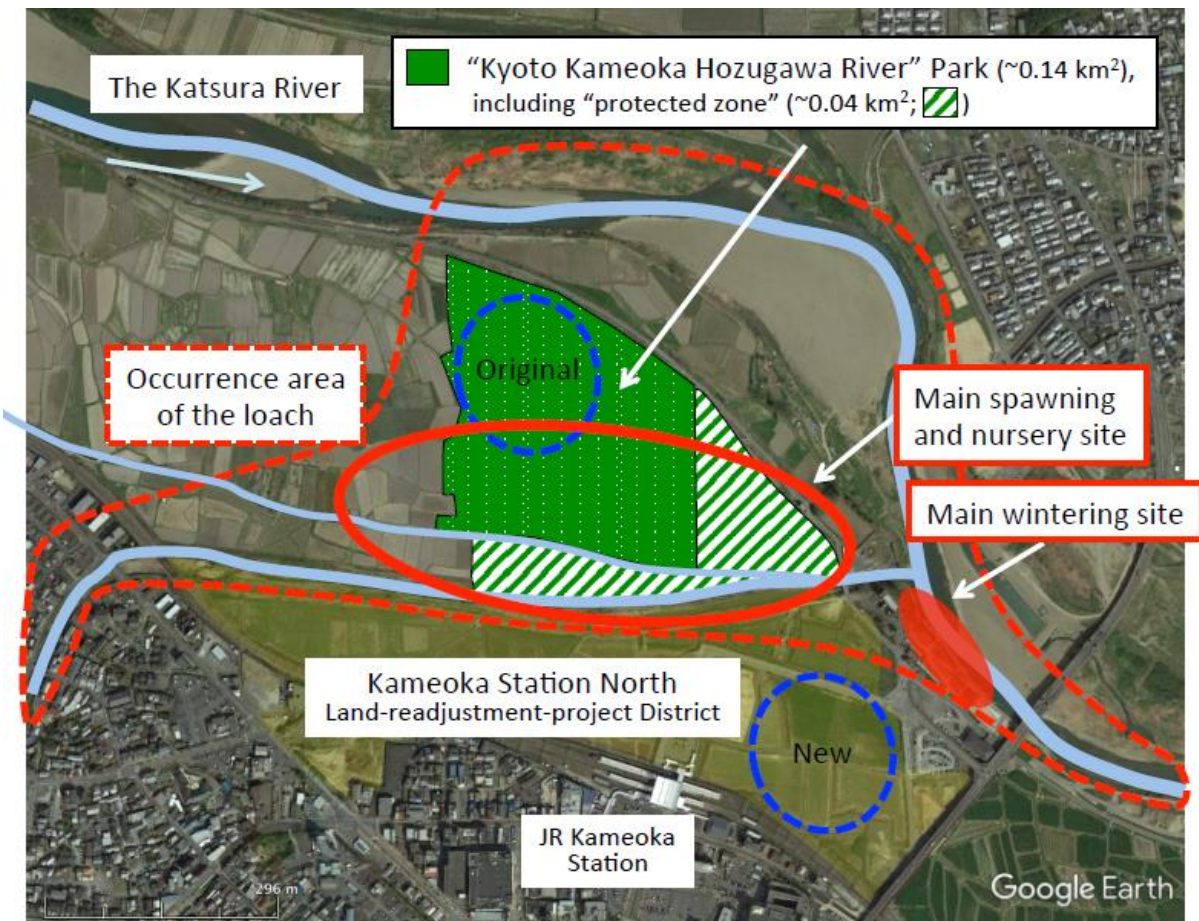 "Kyoto Kameoka Hozugawa River" Park (~0.14 km²),
including "protected zone" (~0.04 km²; )
The Katsura River
Original
Occurrence area
of the loach
Main spawning
and nursery site
Main wintering site
Kameoka Station North
Land-readjustment-project District
New
JR Kameoka
Station
296 m
Google Earth